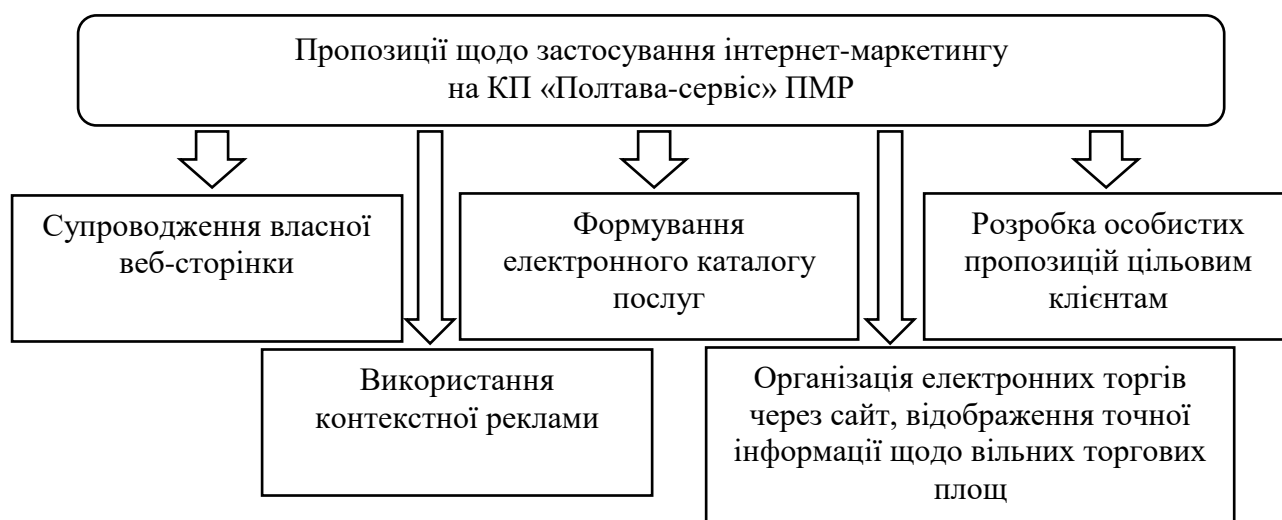 Пропозиції щодо застосування інтернет-маркетингу
на КП «Полтава-сервіс» ПМР
Супроводження власної
веб-сторінки
Формування
електронного каталогу
послуг
Розробка особистих
пропозицій цільовим
клієнтам
Використання
контекстної реклами
Організація електронних торгів
через сайт, відображення точної
інформації щодо вільних торгових
площ